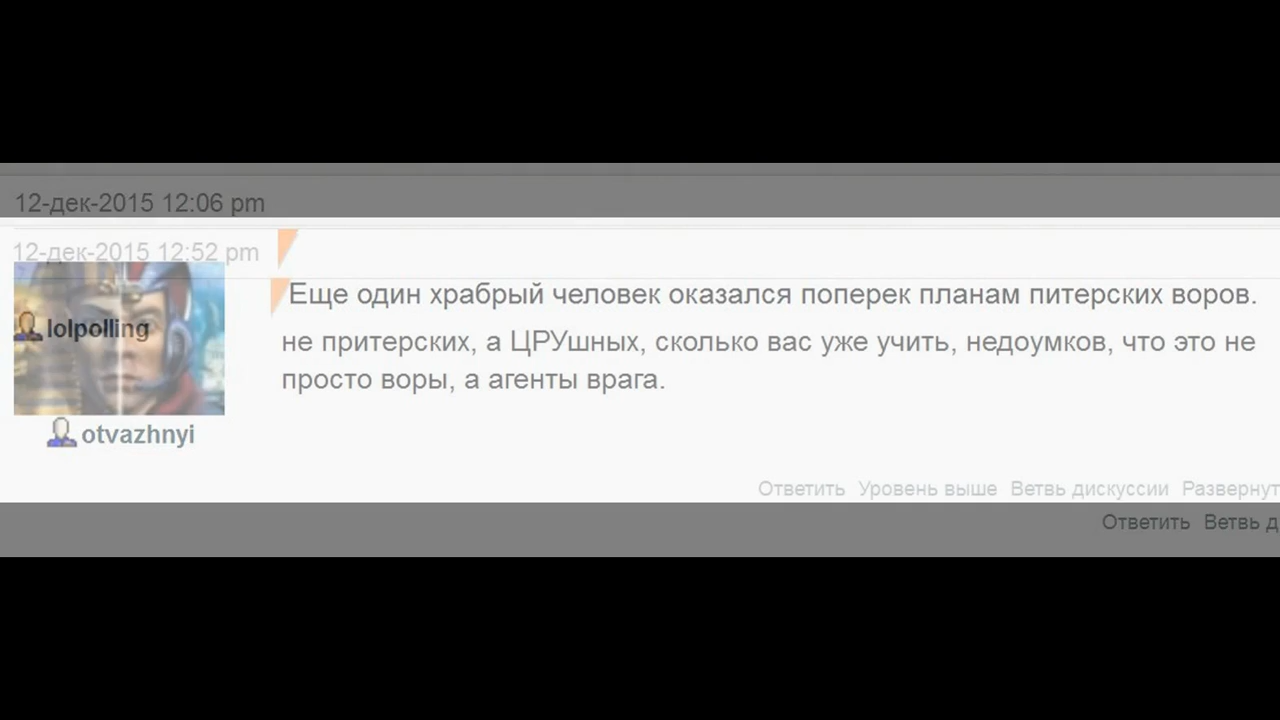 12-дек-2015 12:06 pm
12-дек-2015 12:52 pm
Еще один храбрый человек оказался поперек планам питерских воров.
lolpolling
не притерских, а ЦРУшных, сколько вас уже учить, недоумков, что это не
просто воры, а агенты врага.
otvazhnyi
Ответить Уровень выше Ветвь дискуссии Развернут
Ответить Ветвь д